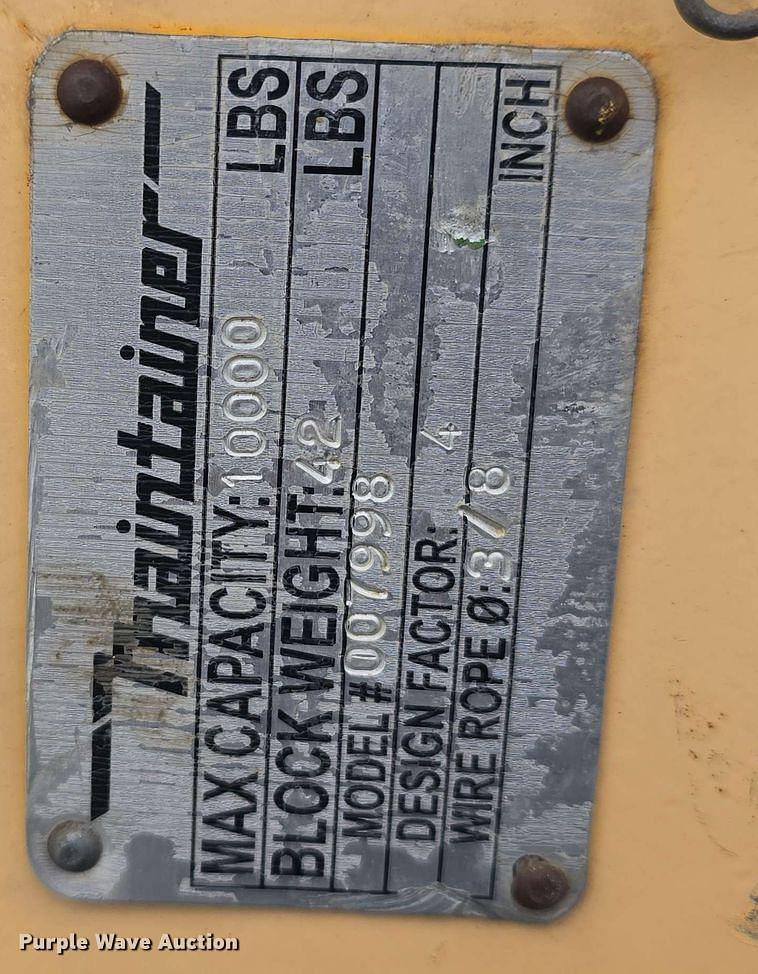 Maintainer
MAX CAPACITY: 10000 LBS
BLOCK WEIGHT: 42 LBS
MODEL # 007998
DESIGN FACTOR: 4
WIRE ROPE Ø: 3/8 INCH
Purple Wave Auction